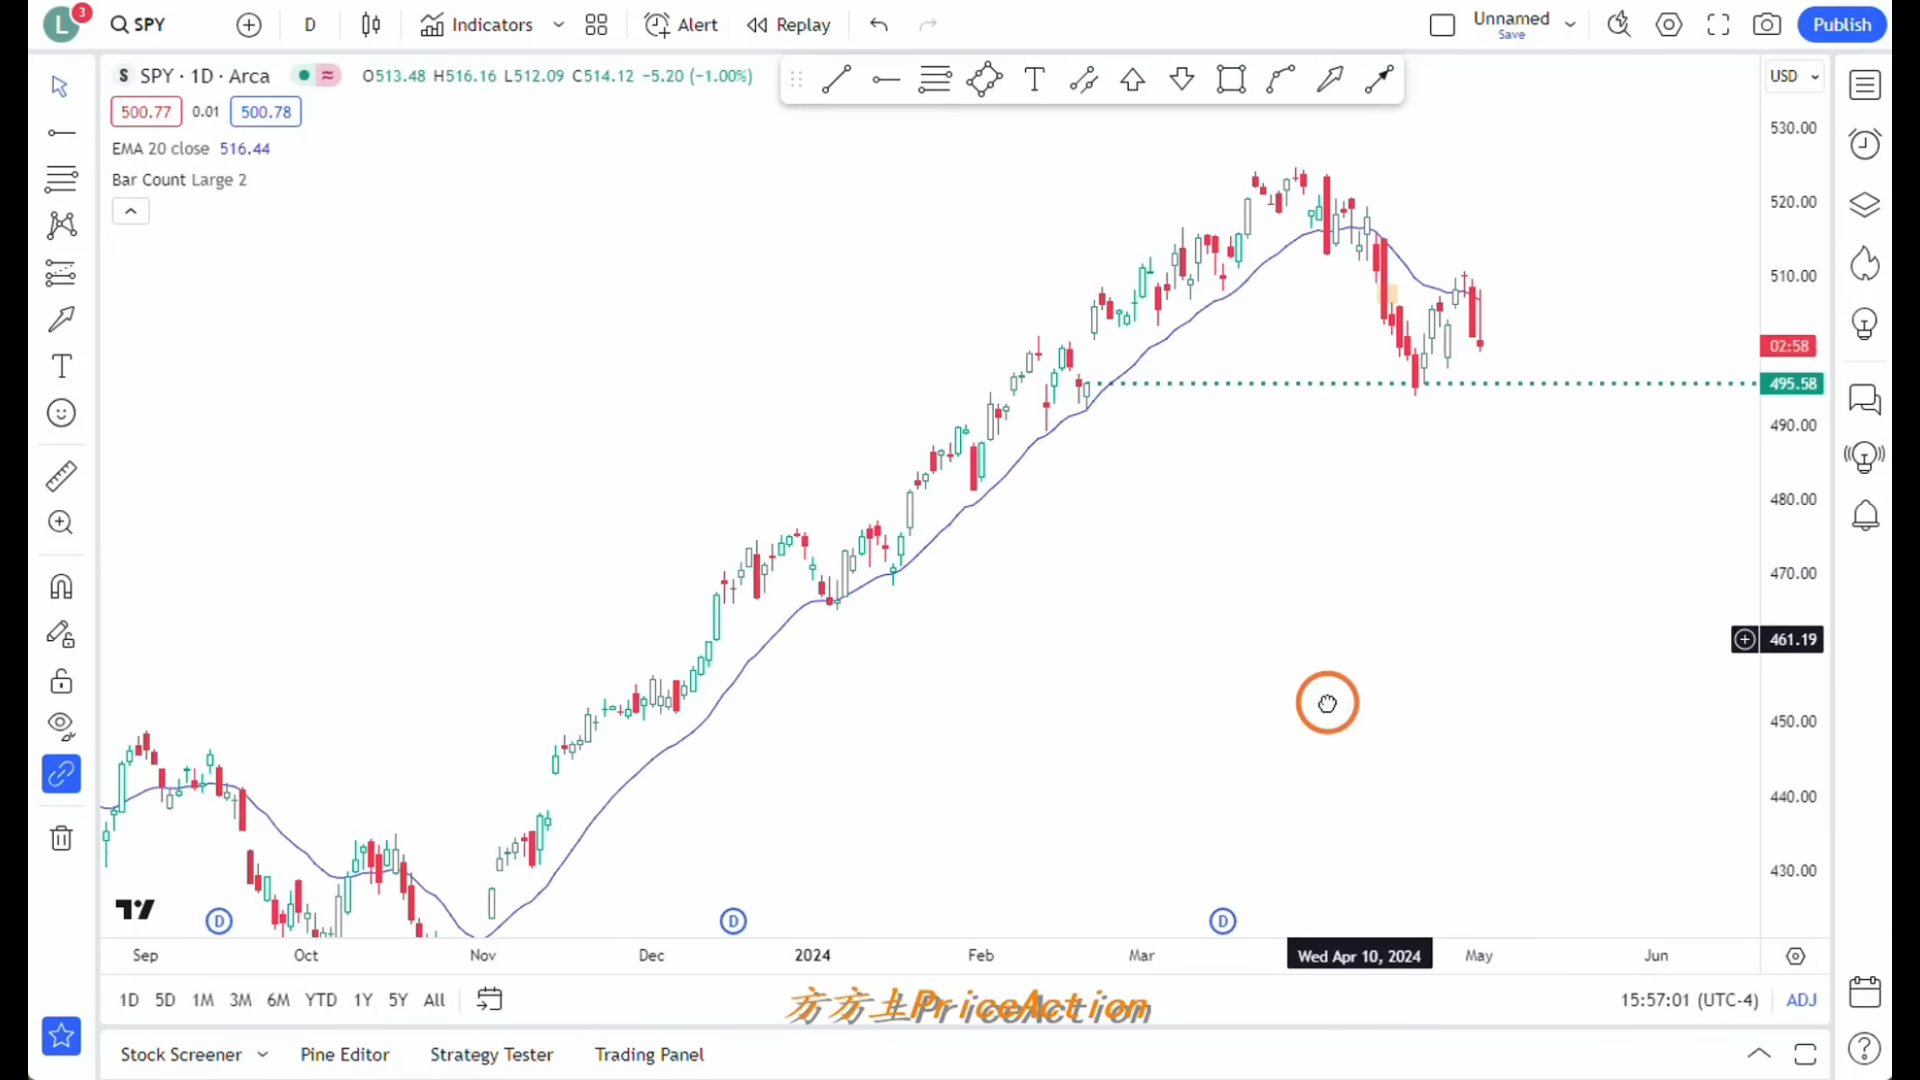 L 3 SPY D Indicators Alert Replay Unnamed Save Publish
S SPY · 1D · Arca O513.48 H516.16 L512.09 C514.12 −5.20 (−1.00%) USD
500.77 0.01 500.78
EMA 20 close 516.44
Bar Count Large 2
530.00
520.00
510.00
02:58
495.58
490.00
480.00
470.00
461.19
450.00
440.00
430.00
D D D
Sep Oct Nov Dec 2024 Feb Mar Wed Apr 10, 2024 May Jun
1D 5D 1M 3M 6M YTD 1Y 5Y All 15:57:01 (UTC-4) ADJ
方方土PriceAction
Stock Screener Pine Editor Strategy Tester Trading Panel